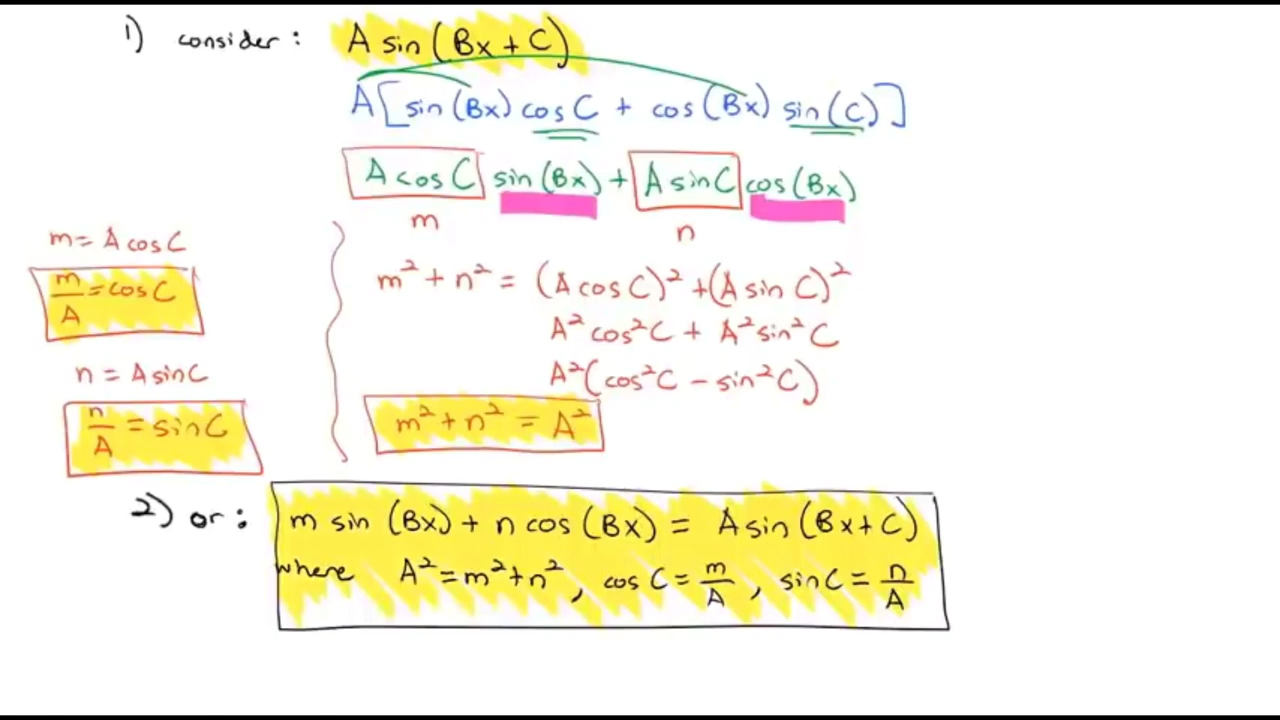 1) consider: A sin (Bx + C)
A[sin (Bx) cos C + cos (Bx) sin (C)]
A cos C sin (Bx) + A sin C cos (Bx)
m n
m = A cos C
m/A = cos C
n = A sin C
n/A = sin C
m² + n² = (A cos C)² + (A sin C)²
A² cos² C + A² sin² C
A² (cos² C - sin² C)
m² + n² = A²
2) or: m sin (Bx) + n cos (Bx) = A sin (Bx + C)
where A² = m² + n², cos C = m/A, sin C = n/A